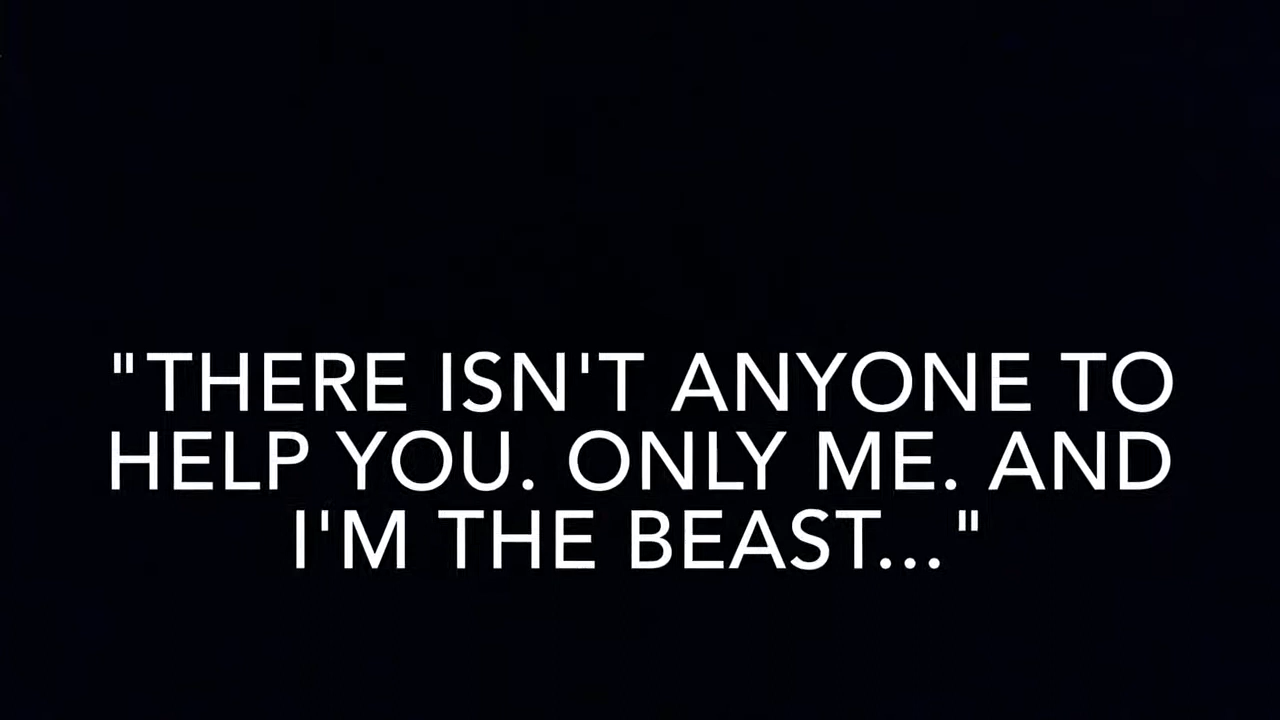 "THERE ISN'T ANYONE TO
HELP YOU. ONLY ME. AND
I'M THE BEAST..."